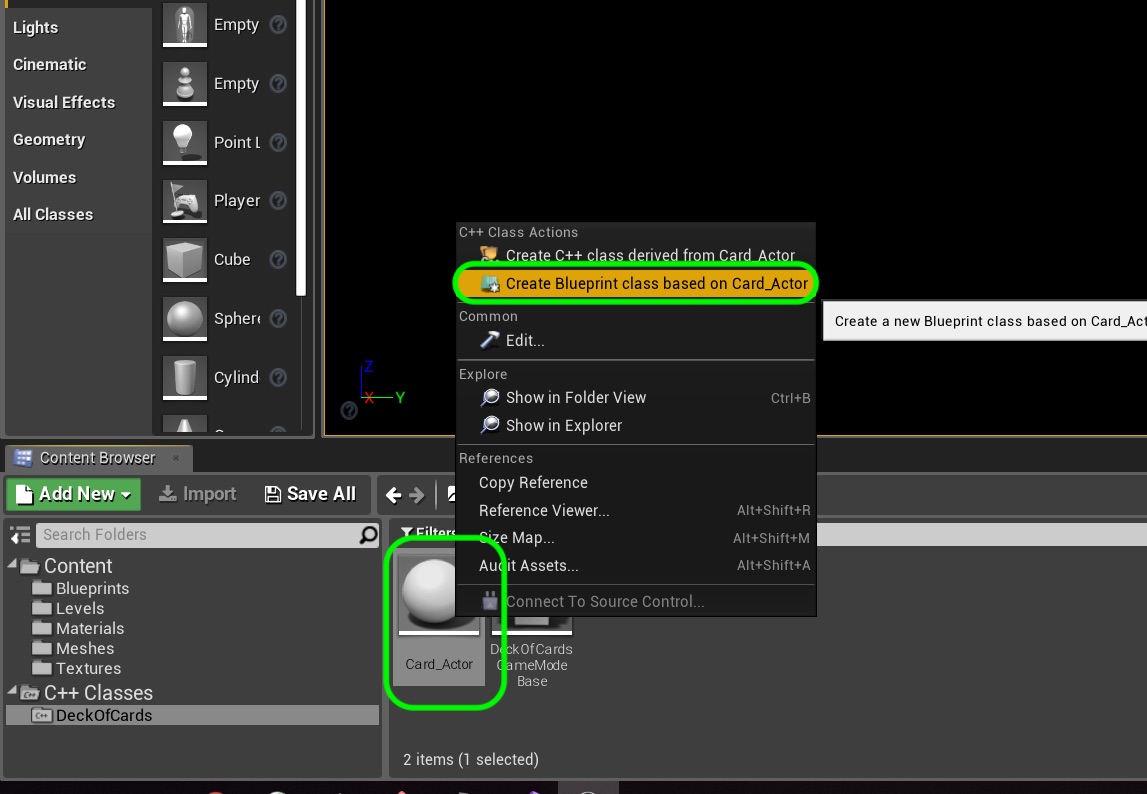 Lights
Cinematic
Visual Effects
Geometry
Volumes
All Classes
Empty
Empty
Point L
Player
Cube
Sphere
Cylind
Z
X
Y
C++ Class Actions
Create C++ class derived from Card_Actor
Create Blueprint class based on Card_Actor
Common
Edit...
Explore
Show in Folder View Ctrl+B
Show in Explorer
References
Copy Reference
Reference Viewer... Alt+Shift+R
Size Map... Alt+Shift+M
Audit Assets... Alt+Shift+A
Connect To Source Control...
Create a new Blueprint class based on Card_Act
Content Browser
Add New Import Save All
Search Folders
Filters
Content
Blueprints
Levels
Materials
Meshes
Textures
C++ Classes
DeckOfCards
Card_Actor
DeckOfCards
GameMode
Base
2 items (1 selected)